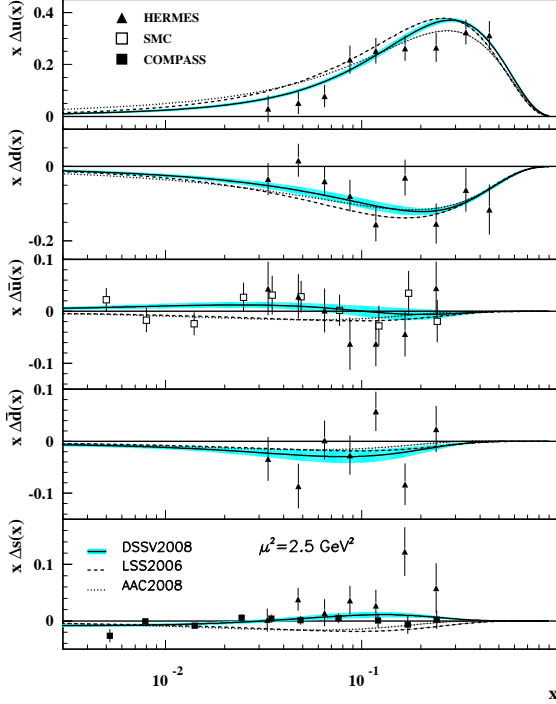 x Δu(x)
0.4
0.2
0
▲ HERMES
□ SMC
■ COMPASS
x Δd(x)
0
-0.2
x Δū(x)
0.1
0
-0.1
x Δd̄(x)
0.1
0
-0.1
x Δs(x)
0.1
0
DSSV2008
LSS2006
AAC2008
μ²=2.5 GeV²
10⁻² 10⁻¹ x